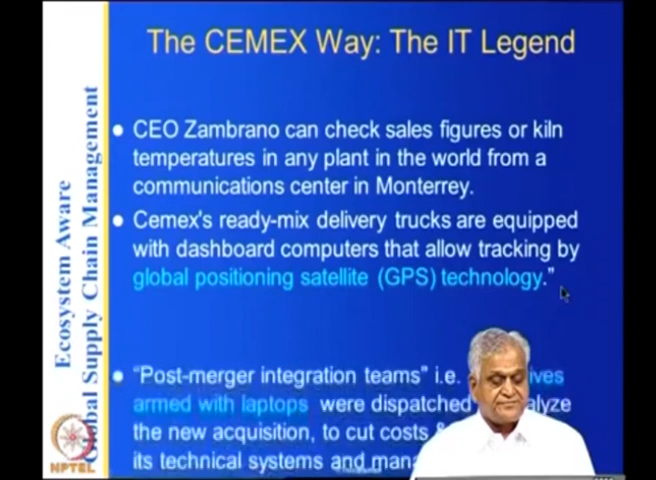 The CEMEX Way: The IT Legend
Ecosystem Aware
Global Supply Chain Management
• CEO Zambrano can check sales figures or kiln
temperatures in any plant in the world from a
communications center in Monterrey.
• Cemex's ready-mix delivery trucks are equipped
with dashboard computers that allow tracking by
global positioning satellite (GPS) technology."
• "Post-merger integration teams" i.e.
armed with laptops were dispatched
the new acquisition, to cut costs
its technical systems and
NPTEL